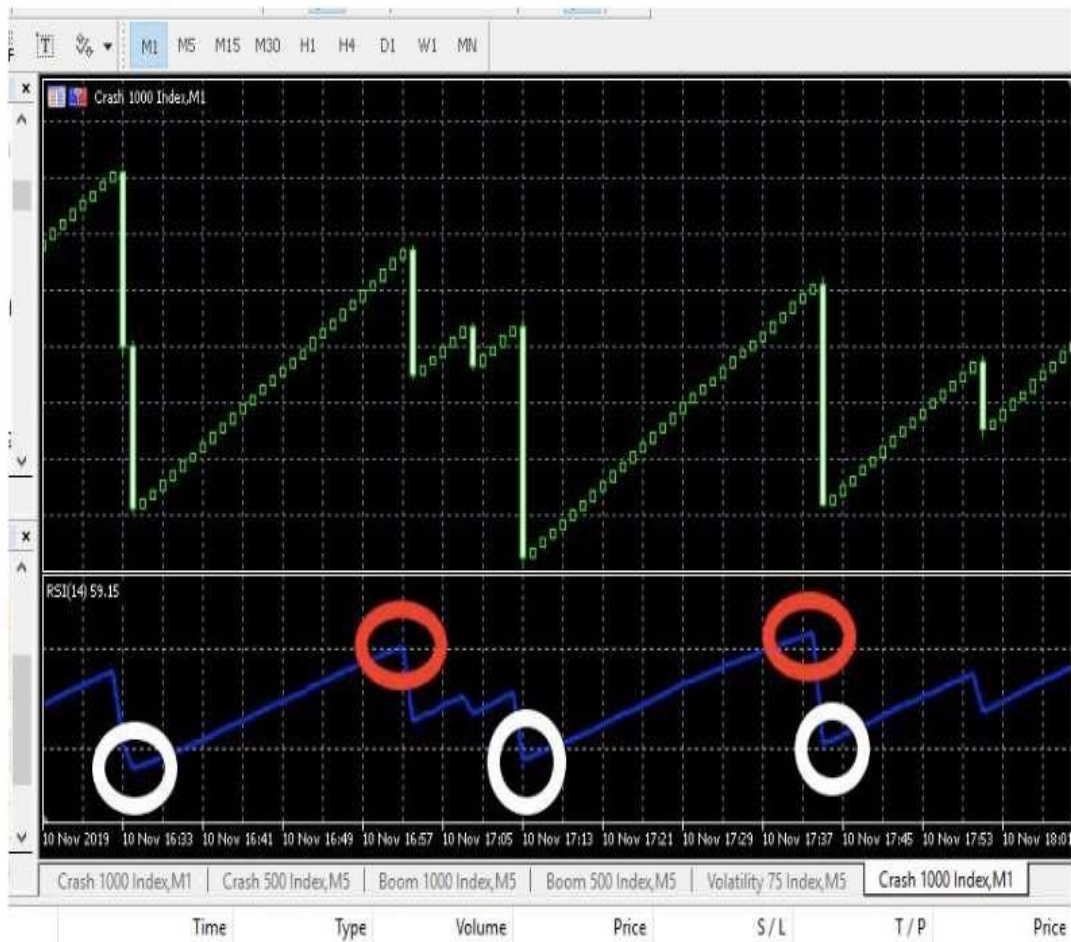 T
M1 M5 M15 M30 H1 H4 D1 W1 MN
Crash 1000 Index,M1
RSI(14) 59.15
10 Nov 2019 10 Nov 16:33 10 Nov 16:41 10 Nov 16:49 10 Nov 16:57 10 Nov 17:05 10 Nov 17:13 10 Nov 17:21 10 Nov 17:29 10 Nov 17:37 10 Nov 17:45 10 Nov 17:53 10 Nov 18:01
Crash 1000 Index,M1 Crash 500 Index,M5 Boom 1000 Index,M5 Boom 500 Index,M5 Volatility 75 Index,M5 Crash 1000 Index,M1
Time Type Volume Price S / L T / P Price